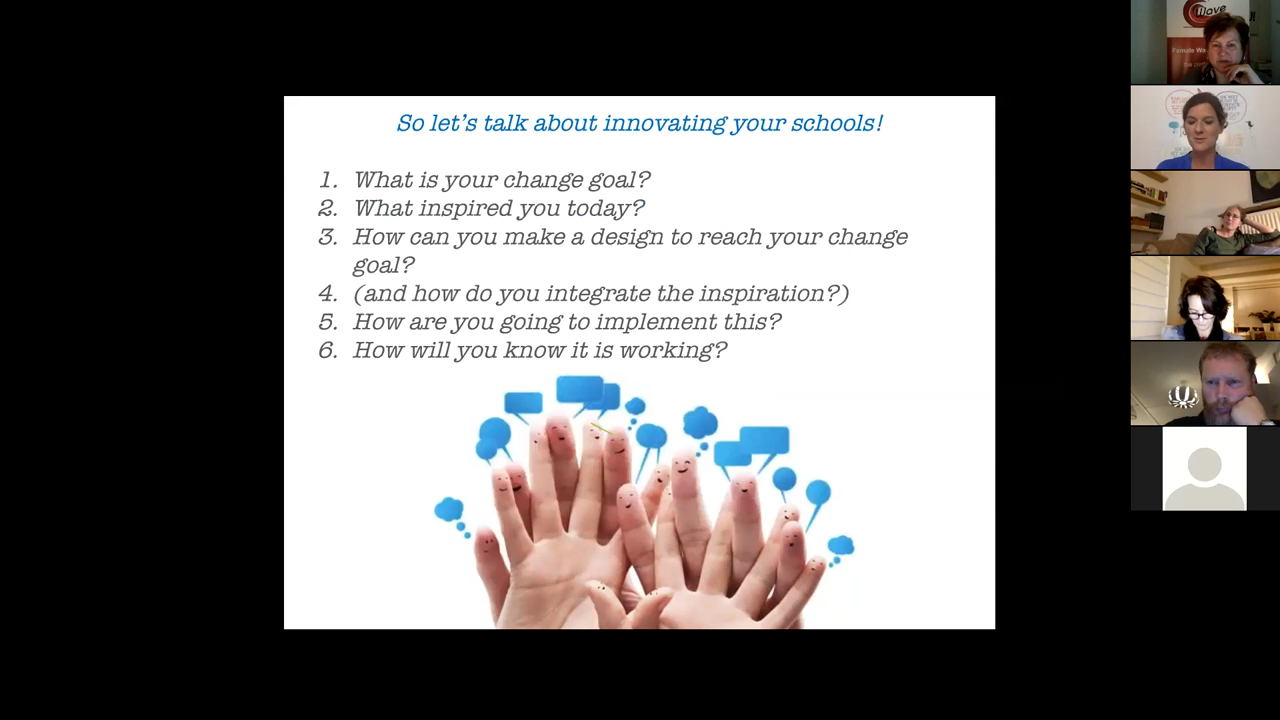 So let's talk about innovating your schools!
1. What is your change goal?
2. What inspired you today?
3. How can you make a design to reach your change
goal?
4. (and how do you integrate the inspiration?)
5. How are you going to implement this?
6. How will you know it is working?
Wave